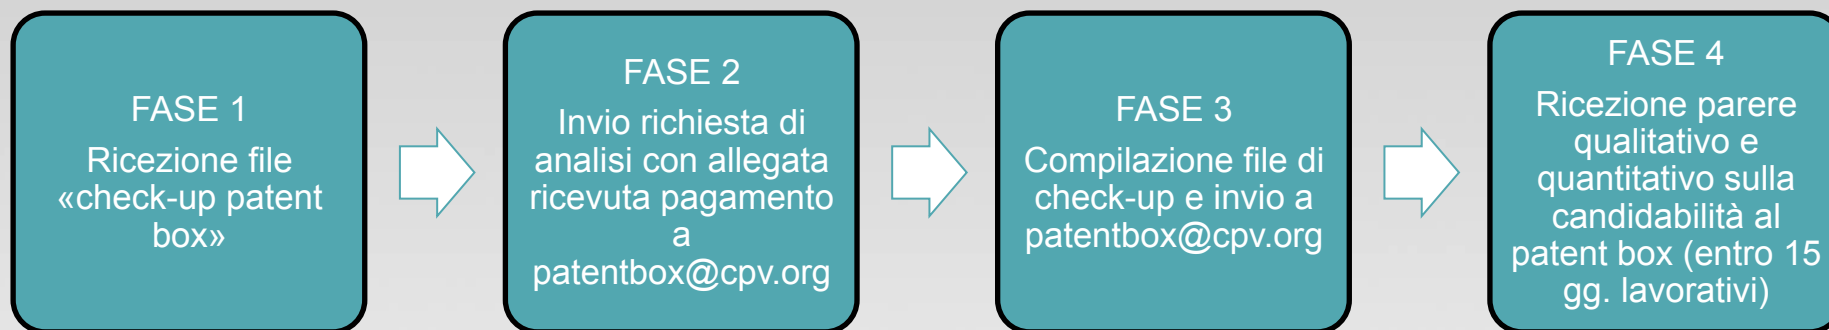 FASE 1
Ricezione file
«check-up patent
box»
FASE 2
Invio richiesta di
analisi con allegata
ricevuta pagamento
a
patentbox@cpv.org
FASE 3
Compilazione file di
check-up e invio a
patentbox@cpv.org
FASE 4
Ricezione parere
qualitativo e
quantitativo sulla
candidabilità al
patent box (entro 15
gg. lavorativi)